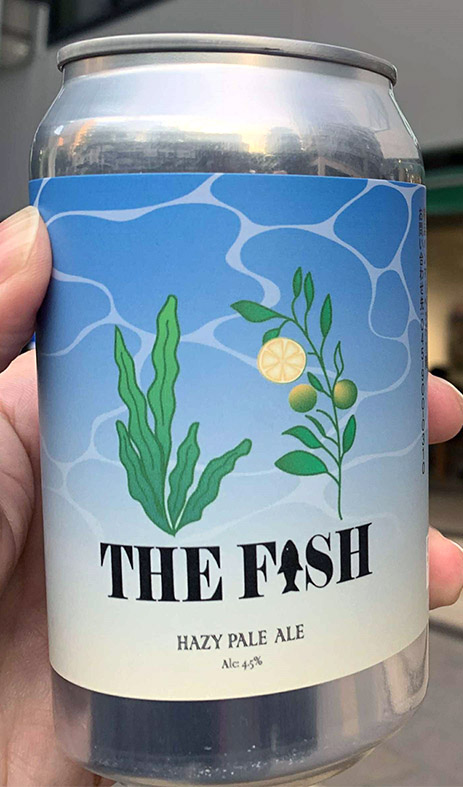 THE FISH
HAZY PALE ALE
Alc: 4.5%